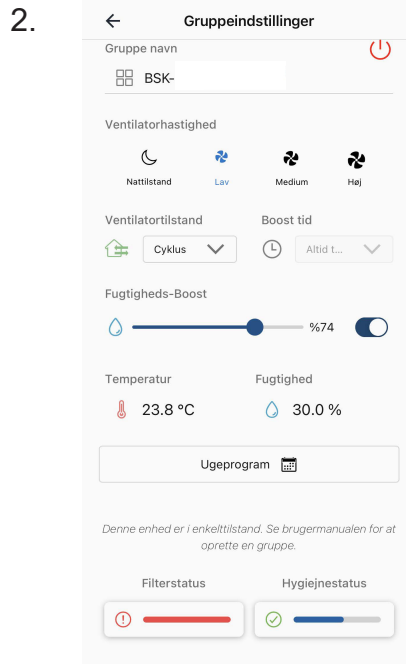 2.
Gruppeindstillinger
Gruppe navn
BSK-
Ventilatorhastighed
Nattilstand Lav Medium Høj
Ventilatortilstand Boost tid
Cyklus Altid t...
Fugtigheds-Boost
%74
Temperatur Fugtighed
23.8 °C 30.0 %
Ugeprogram
Denne enhed er i enkelttilstand. Se brugermanualen for at
oprette en gruppe.
Filterstatus Hygiejnestatus